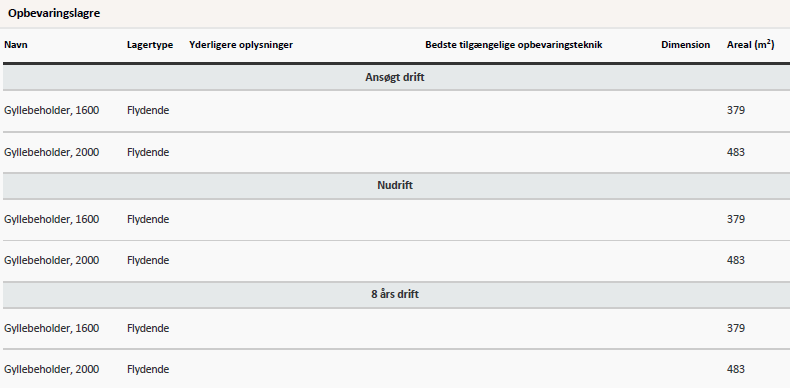 Opbevaringslagre
Navn Lagertype Yderligere oplysninger Bedste tilgængelige opbevaringsteknik Dimension Areal (m²)
Ansøgt drift
Gyllebeholder, 1600 Flydende 379
Gyllebeholder, 2000 Flydende 483
Nudrift
Gyllebeholder, 1600 Flydende 379
Gyllebeholder, 2000 Flydende 483
8 års drift
Gyllebeholder, 1600 Flydende 379
Gyllebeholder, 2000 Flydende 483